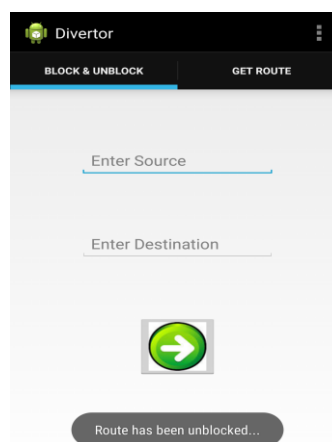 Divertor
BLOCK & UNBLOCK
GET ROUTE
Enter Source
Enter Destination
Route has been unblocked...